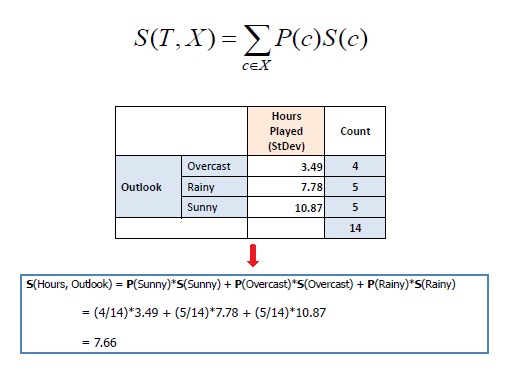 S(T, X) = ∑ P(c)S(c)
c∈X
Hours Played (StDev) Count
Outlook Overcast 3.49 4
Rainy 7.78 5
Sunny 10.87 5
14
S(Hours, Outlook) = P(Sunny)*S(Sunny) + P(Overcast)*S(Overcast) + P(Rainy)*S(Rainy)
= (4/14)*3.49 + (5/14)*7.78 + (5/14)*10.87
= 7.66